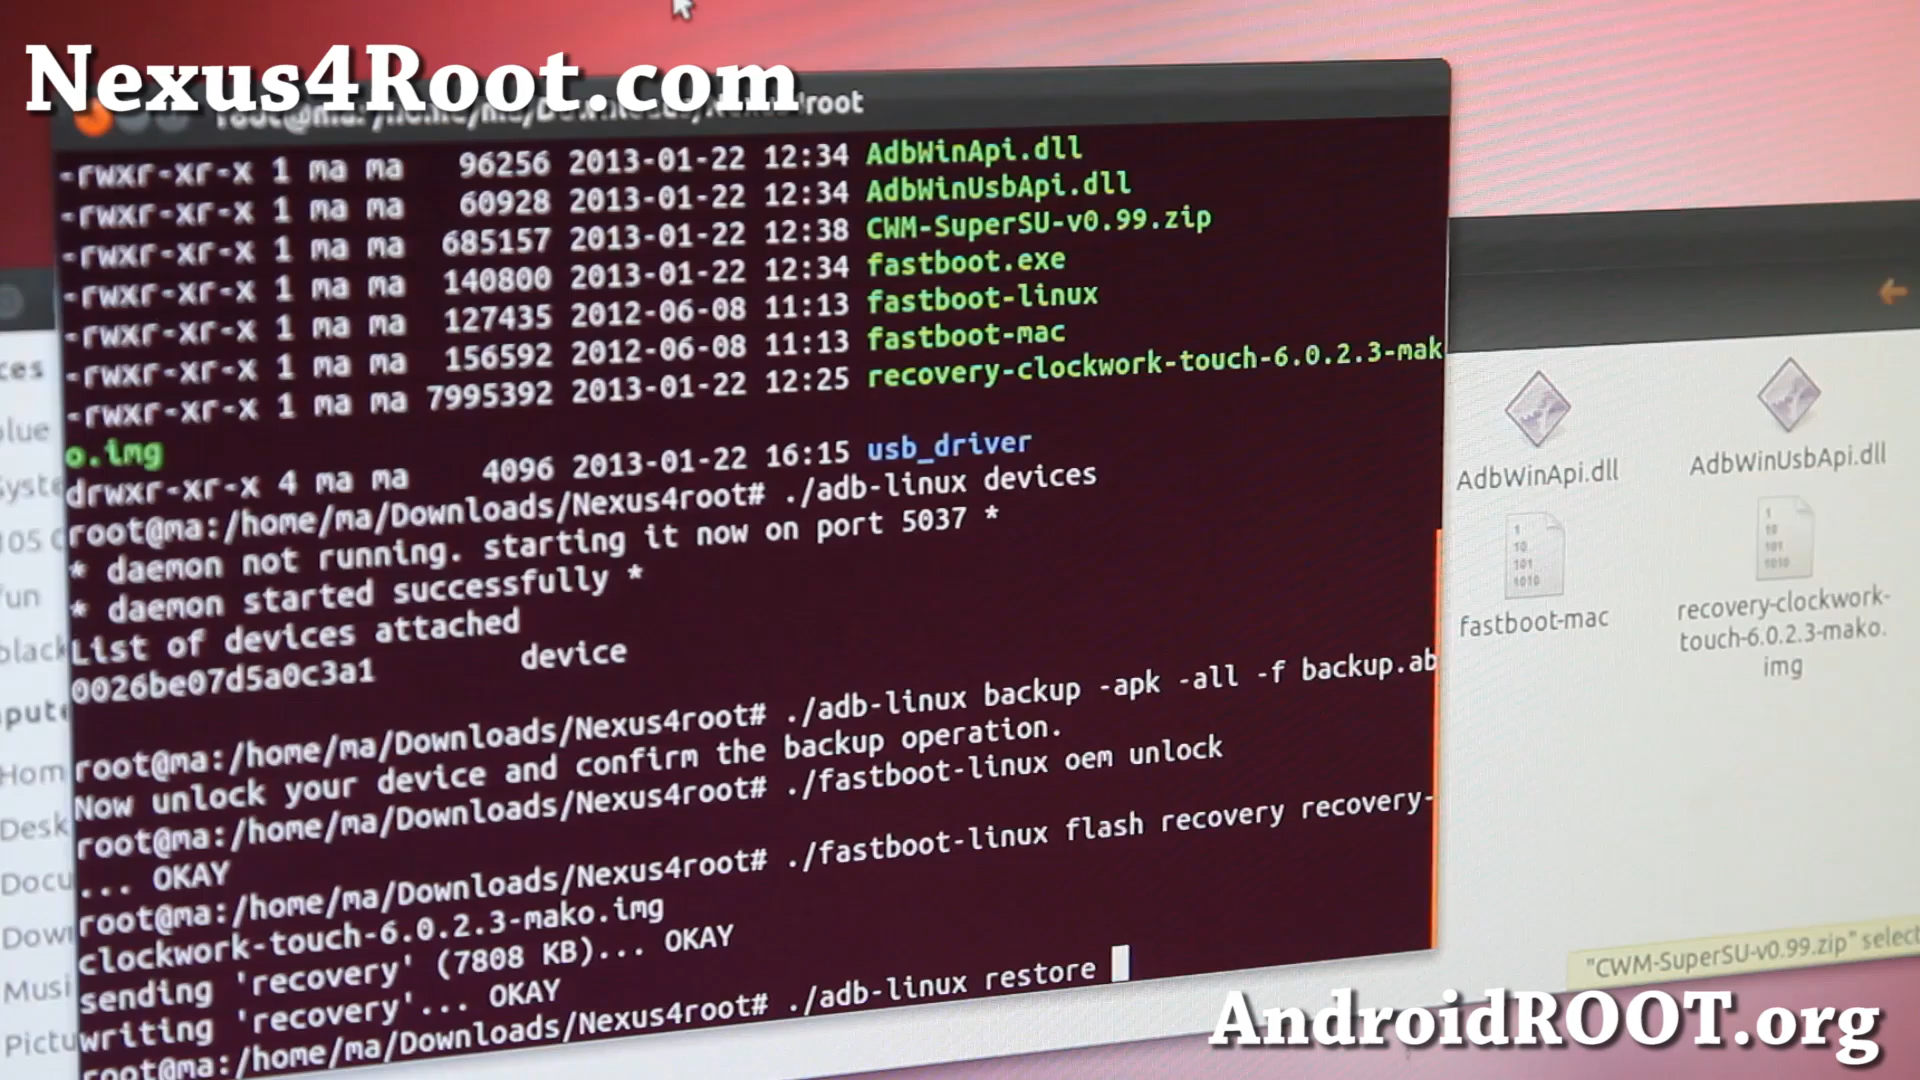 Nexus4Root.com
root@ma: /home/ma/Downloads/Nexus4root
-rwxr-xr-x 1 ma ma 96256 2013-01-22 12:34 AdbWinApi.dll
-rwxr-xr-x 1 ma ma 60928 2013-01-22 12:34 AdbWinUsbApi.dll
-rwxr-xr-x 1 ma ma 685157 2013-01-22 12:38 CWM-SuperSU-v0.99.zip
-rwxr-xr-x 1 ma ma 140800 2013-01-22 12:34 fastboot.exe
-rwxr-xr-x 1 ma ma 127435 2012-06-08 11:13 fastboot-linux
-rwxr-xr-x 1 ma ma 156592 2012-06-08 11:13 fastboot-mac
-rwxr-xr-x 1 ma ma 7995392 2013-01-22 12:25 recovery-clockwork-touch-6.0.2.3-mak
o.img
drwxr-xr-x 4 ma ma 4096 2013-01-22 16:15 usb_driver
root@ma:/home/ma/Downloads/Nexus4root# ./adb-linux devices
* daemon not running. starting it now on port 5037 *
* daemon started successfully *
List of devices attached
0026be07d5a0c3a1 device
root@ma:/home/ma/Downloads/Nexus4root# ./adb-linux backup -apk -all -f backup.ab
Now unlock your device and confirm the backup operation.
root@ma:/home/ma/Downloads/Nexus4root# ./fastboot-linux oem unlock
... OKAY
root@ma:/home/ma/Downloads/Nexus4root# ./fastboot-linux flash recovery recovery-
clockwork-touch-6.0.2.3-mako.img
sending 'recovery' (7808 KB)... OKAY
writing 'recovery'... OKAY
root@ma:/home/ma/Downloads/Nexus4root# ./adb-linux restore
AdbWinApi.dll
AdbWinUsbApi.dll
fastboot-mac
recovery-clockwork-
touch-6.0.2.3-mako.
img
"CWM-SuperSU-v0.99.zip" select
AndroidROOT.org